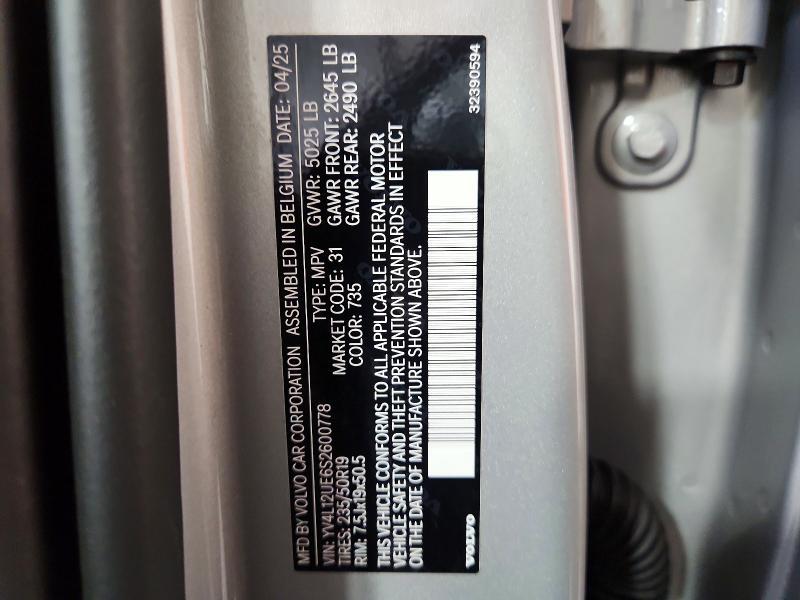 MFD BY VOLVO CAR CORPORATION ASSEMBLED IN BELGIUM DATE: 04/25
VIN: YV4L12UE6S2600778 TYPE: MPV GVWR: 5025 LB
TIRES: 235/50R19 MARKET CODE: 31 GAWR FRONT: 2645 LB
RIM: 7.5Jx19x50.5 COLOR: 735 GAWR REAR: 2490 LB
THIS VEHICLE CONFORMS TO ALL APPLICABLE FEDERAL MOTOR
VEHICLE SAFETY AND THEFT PREVENTION STANDARDS IN EFFECT
ON THE DATE OF MANUFACTURE SHOWN ABOVE.
VOLVO 32390594